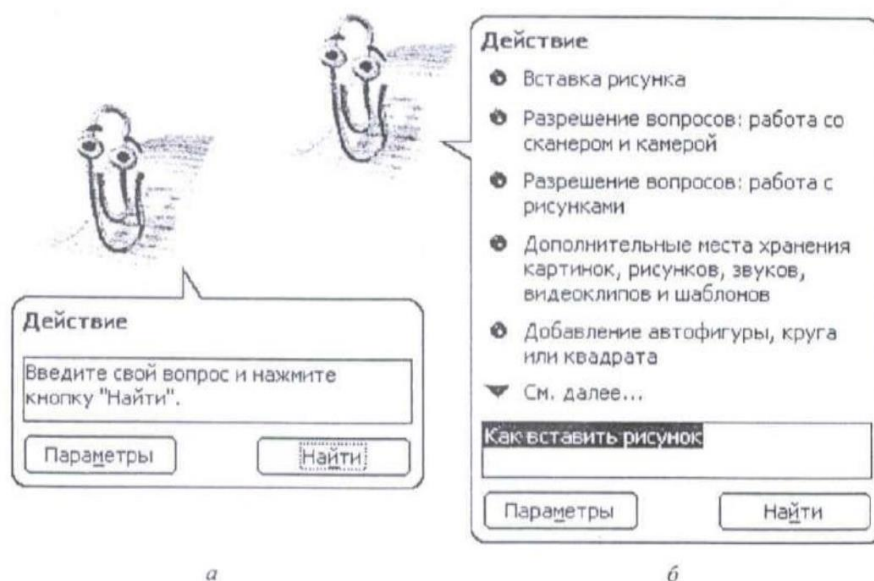 Действие
Введите свой вопрос и нажмите
кнопку "Найти".
Параметры
Найти
а
Действие
Вставка рисунка
Разрешение вопросов: работа со
сканером и камерой
Разрешение вопросов: работа с
рисунками
Дополнительные места хранения
картинок, рисунков, звуков,
видеоклипов и шаблонов
Добавление автофигуры, круга
или квадрата
См. далее...
Как вставить рисунок
Параметры
Найти
б